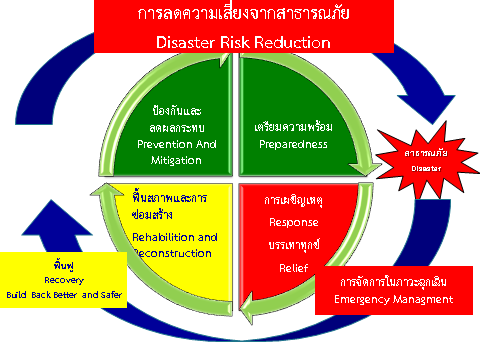 การลดความเสี่ยงจากสาธารณภัย
Disaster Risk Reduction
ป้องกันและ
ลดผลกระทบ
Prevention And
Mitigation
เตรียมความพร้อม
Preparedness
สาธารณภัย
Disaster
ฟื้นสภาพและการ
ซ่อมสร้าง
Rehabilition and
Reconstruction
การเผชิญเหตุ
Response
บรรเทาทุกข์
Relief
ฟื้นฟู
Recovery
Build Back Better and Safer
การจัดการในภาวะฉุกเฉิน
Emergency Managment